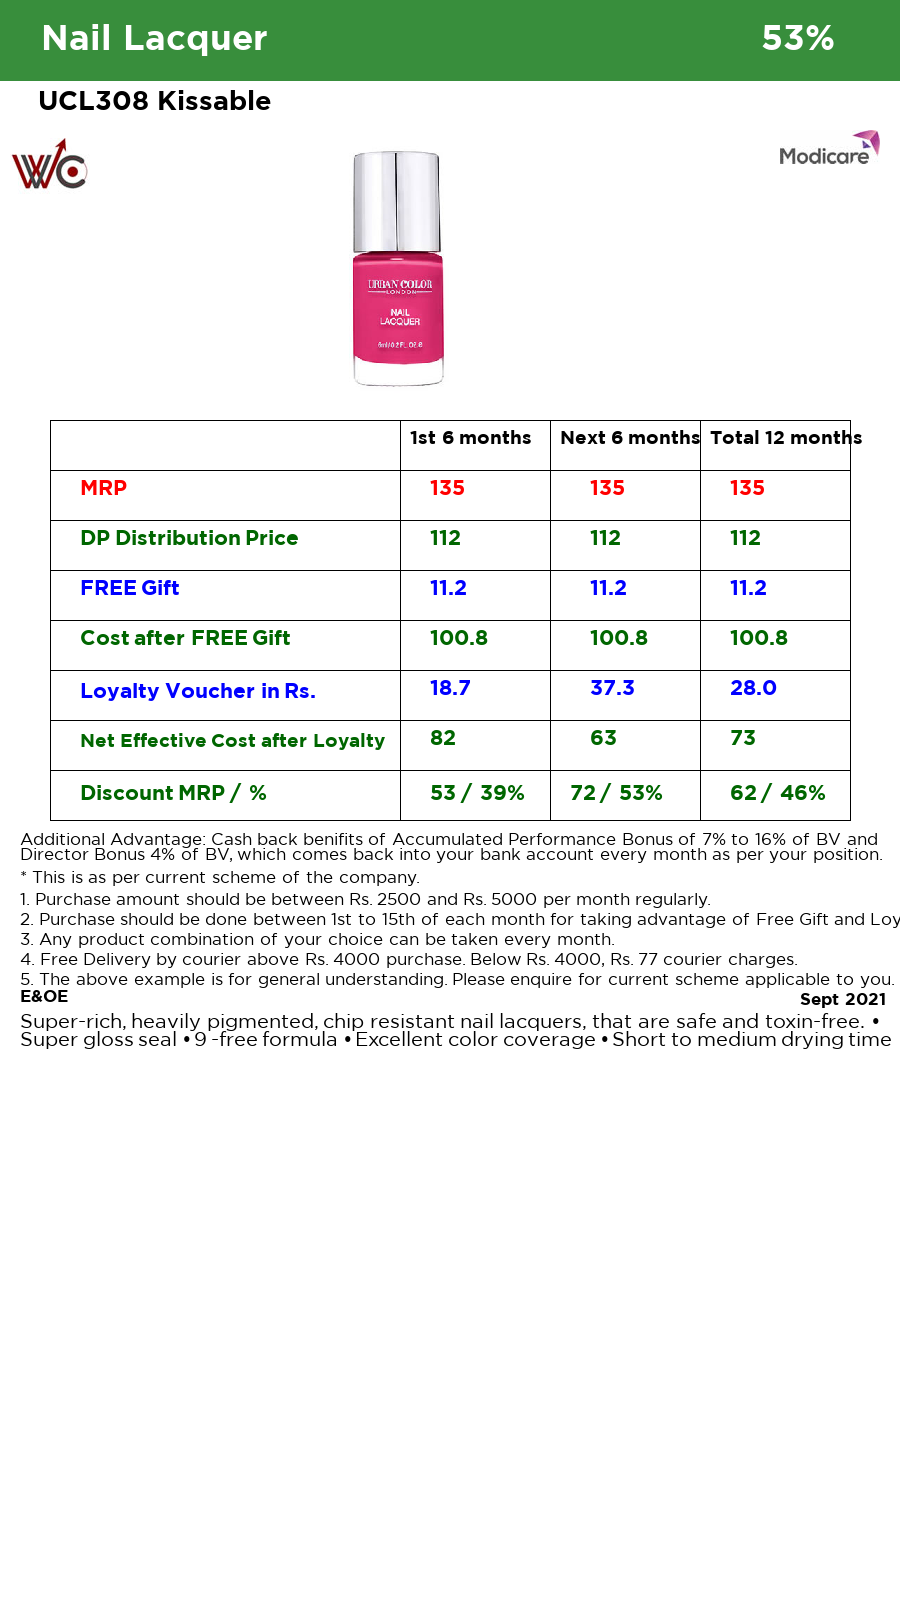 Nail Lacquer 53%
UCL308 Kissable
WC
Modicare
URBAN COLOR
LONDON
NAIL
LACQUER
1st 6 months Next 6 months Total 12 months
MRP 135 135 135
DP Distribution Price 112 112 112
FREE Gift 11.2 11.2 11.2
Cost after FREE Gift 100.8 100.8 100.8
Loyalty Voucher in Rs. 18.7 37.3 28.0
Net Effective Cost after Loyalty 82 63 73
Discount MRP / % 53 / 39% 72 / 53% 62 / 46%
Additional Advantage: Cash back benifits of Accumulated Performance Bonus of 7% to 16% of BV and
Director Bonus 4% of BV, which comes back into your bank account every month as per your position.
* This is as per current scheme of the company.
1. Purchase amount should be between Rs. 2500 and Rs. 5000 per month regularly.
2. Purchase should be done between 1st to 15th of each month for taking advantage of Free Gift and Loy
3. Any product combination of your choice can be taken every month.
4. Free Delivery by courier above Rs. 4000 purchase. Below Rs. 4000, Rs. 77 courier charges.
5. The above example is for general understanding. Please enquire for current scheme applicable to you.
E&OE Sept 2021
Super-rich, heavily pigmented, chip resistant nail lacquers, that are safe and toxin-free. •
Super gloss seal • 9 -free formula • Excellent color coverage • Short to medium drying time